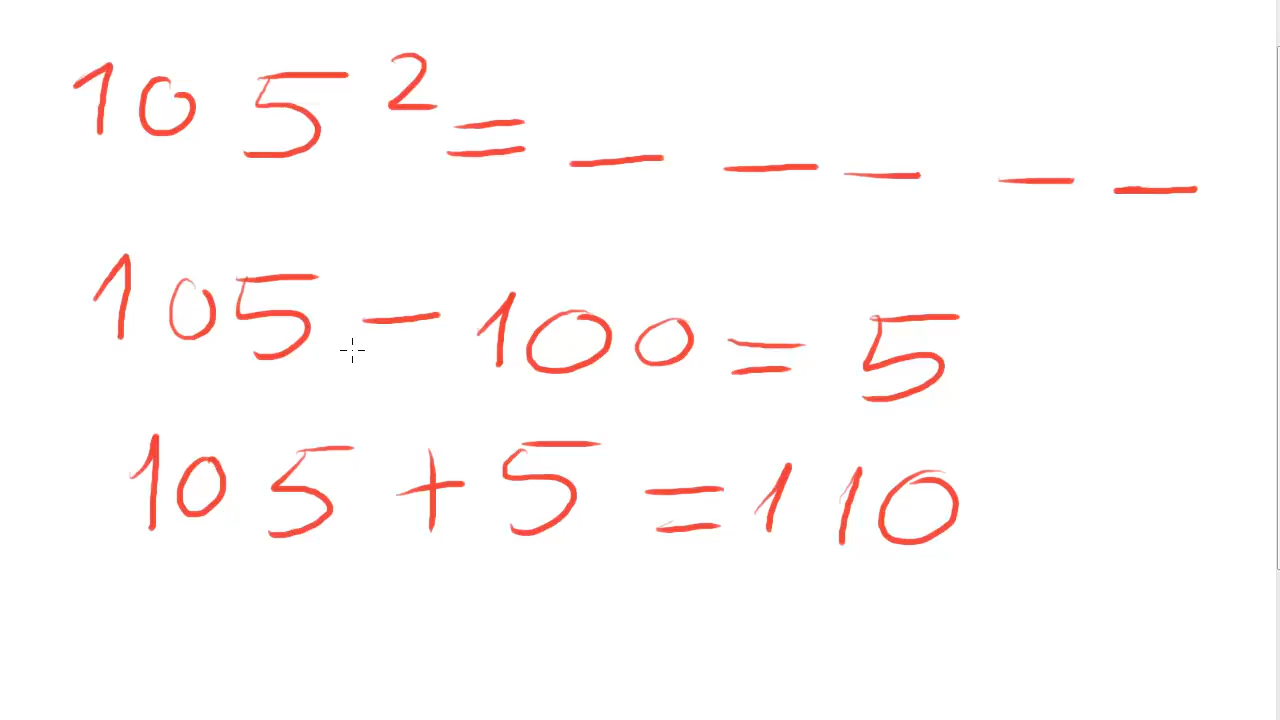 105²= _ _ _ _ _
105-100=5
105+5=110